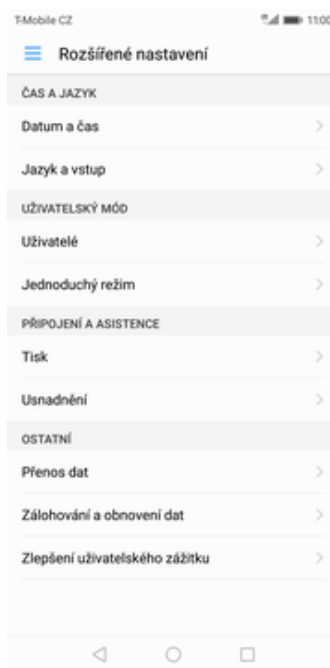 T-Mobile CZ 11:00
Rozšířené nastavení
ČAS A JAZYK
Datum a čas
Jazyk a vstup
UŽIVATELSKÝ MÓD
Uživatelé
Jednoduchý režim
PŘIPOJENÍ A ASISTENCE
Tisk
Usnadnění
OSTATNÍ
Přenos dat
Zálohování a obnovení dat
Zlepšení uživatelského zážitku